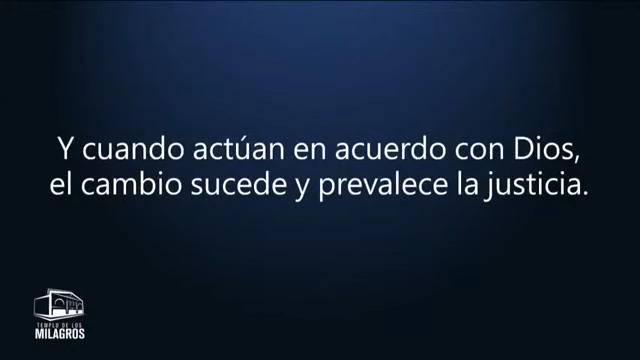 Y cuando actúan en acuerdo con Dios,
el cambio sucede y prevalece la justicia.
TEMPLO DE LOS
MILAGROS